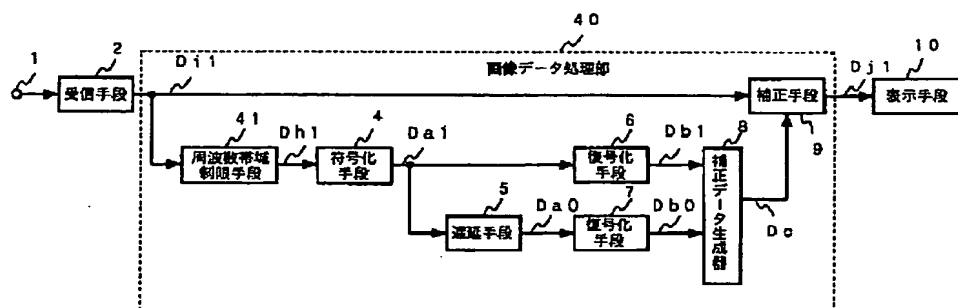 40
1
2
10
受信手段
Di1
画像データ処理部
補正手段
9
Dj1
表示手段
41
周波数帯域
制限手段
Dh1
4
符号化
手段
Da1
6
復号化
手段
Db1
8
補正データ生成器
5
遅延手段
Da0
7
復号化
手段
Db0
Dc